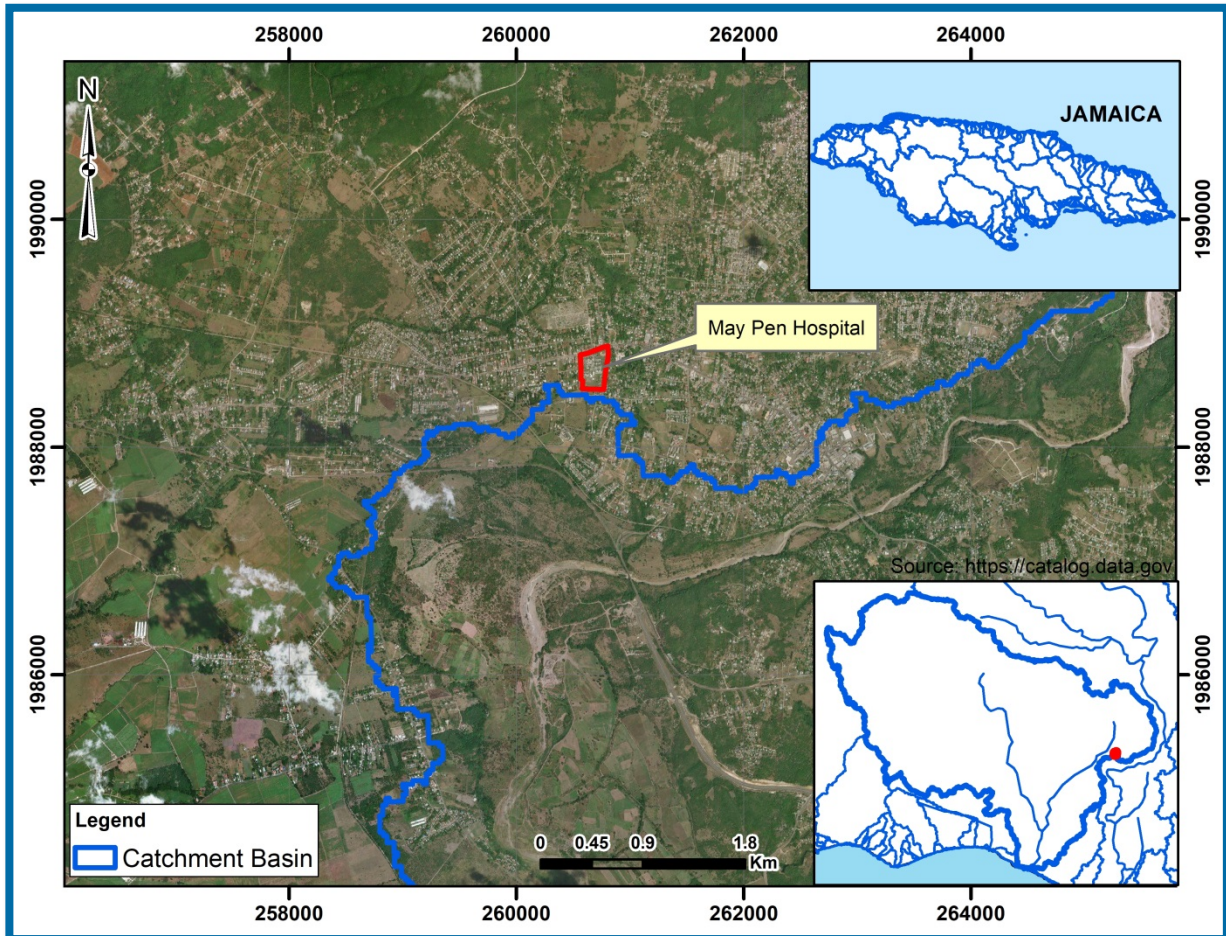 258000
260000
262000
264000
N
JAMAICA
1990000
1990000
May Pen Hospital
1988000
1988000
Source: https://catalog.data.gov
1986000
1986000
Legend
Catchment Basin
0
0.45
0.9
1.8
Km
258000
260000
262000
264000